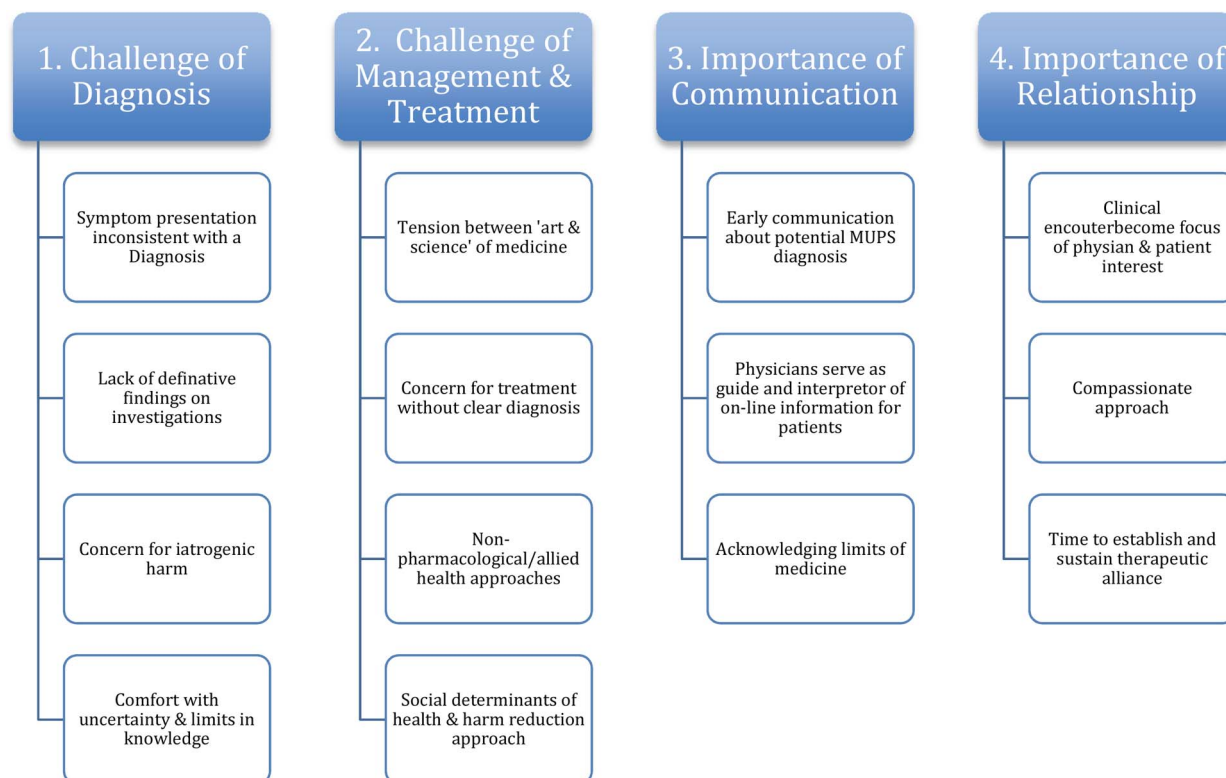 1. Challenge of
Diagnosis
Symptom presentation
inconsistent with a
Diagnosis
Lack of definative
findings on
investigations
Concern for iatrogenic
harm
Comfort with
uncertainty & limits in
knowledge
2. Challenge of
Management &
Treatment
Tension between 'art &
science' of medicine
Concern for treatment
without clear diagnosis
Non-
pharmacological/allied
health approaches
Social determinants of
health & harm reduction
approach
3. Importance of
Communication
Early communication
about potential MUPS
diagnosis
Physicians serve as
guide and interpretor of
on-line information for
patients
Acknowledging limits of
medicine
4. Importance of
Relationship
Clinical
encouterbecome focus
of physian & patient
interest
Compassionate
approach
Time to establish and
sustain therapeutic
alliance